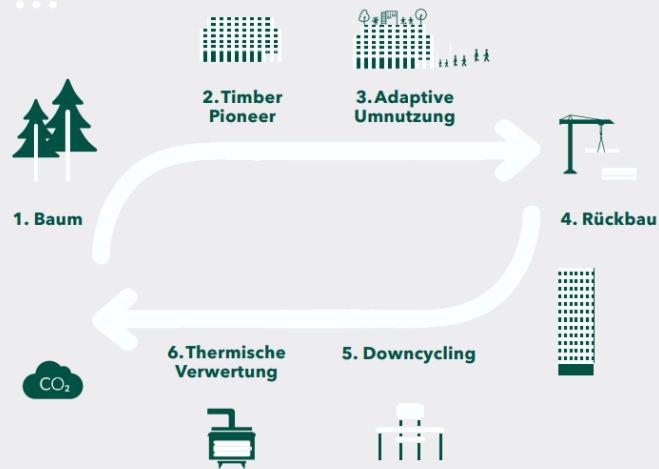 1. Baum
2. Timber
Pioneer
3. Adaptive
Umnutzung
4. Rückbau
5. Downcycling
6. Thermische
Verwertung
CO₂